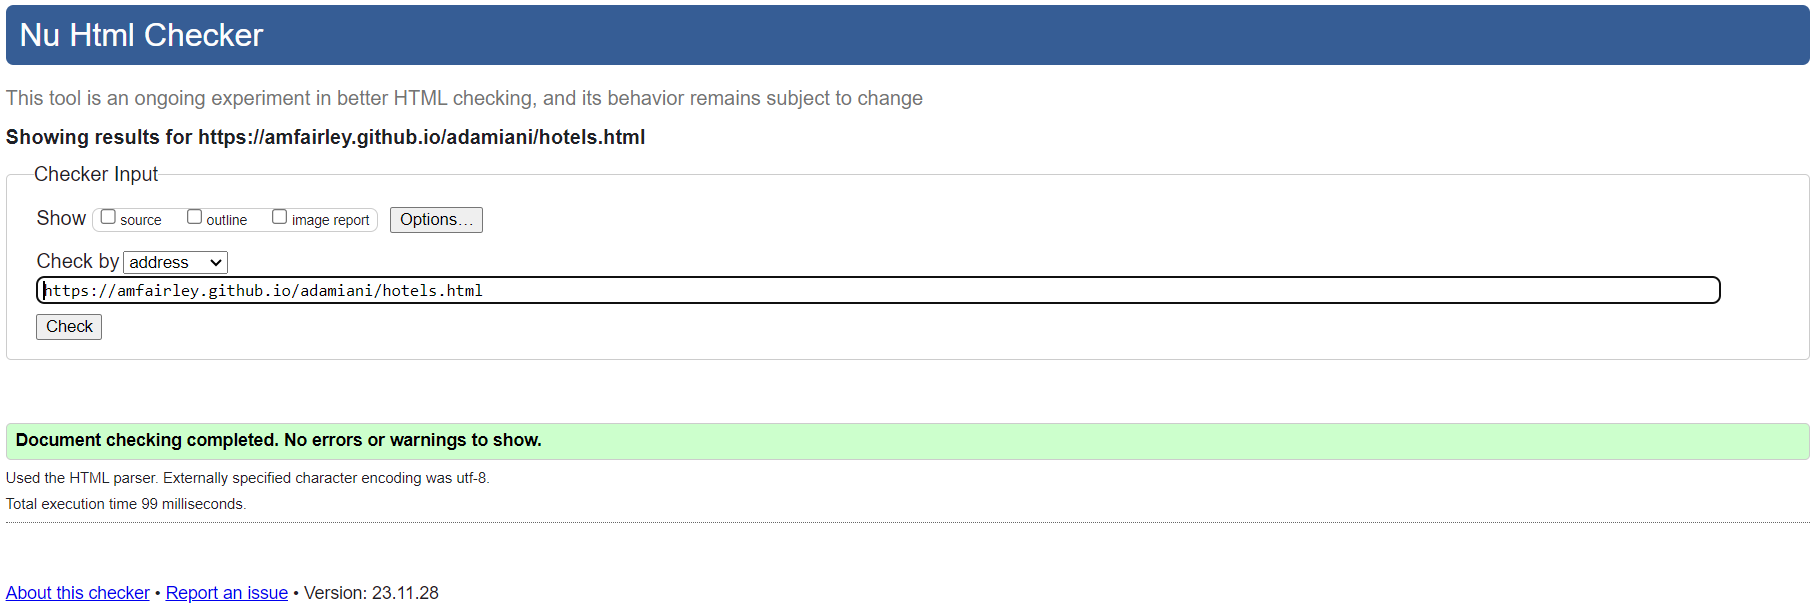 Nu Html Checker
This tool is an ongoing experiment in better HTML checking, and its behavior remains subject to change
Showing results for https://amfairley.github.io/adamiani/hotels.html
Checker Input
Show source outline image report Options…
Check by address
https://amfairley.github.io/adamiani/hotels.html
Check
Document checking completed. No errors or warnings to show.
Used the HTML parser. Externally specified character encoding was utf-8.
Total execution time 99 milliseconds.
About this checker • Report an issue • Version: 23.11.28